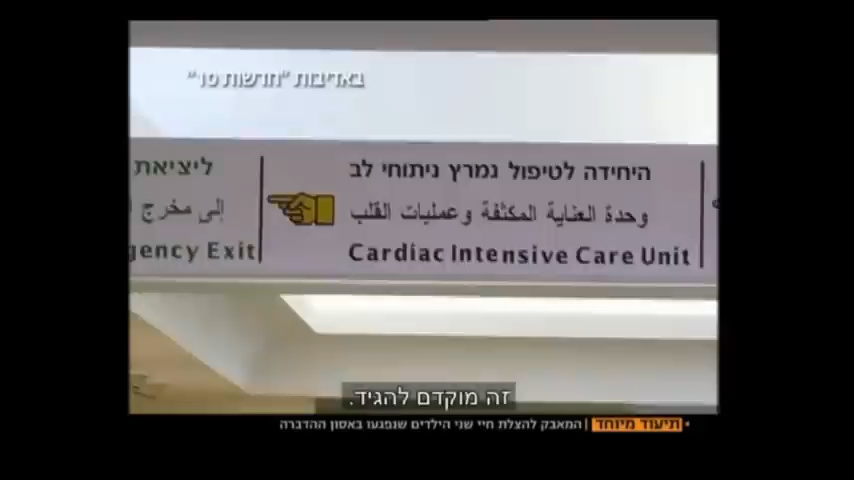 באדיבות "חדשות 10"
היחידה לטיפול נמרץ ניתוחי לב
وحدة العناية المكثفة وعمليات القلب
Cardiac Intensive Care Unit
ליציאת
إلى مخرج
gency Exit
זה מוקדם להגיד.
תיעוד מיוחד | המאבק להצלת חיי שני הילדים שנפגעו באסון ההדברה